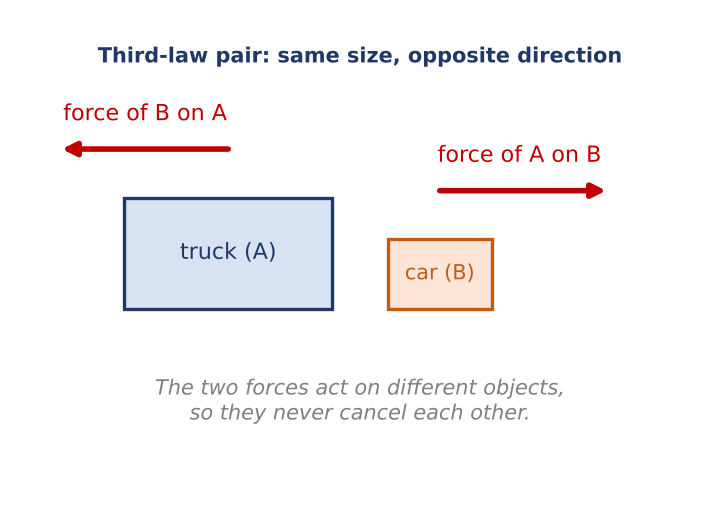 Third-law pair: same size, opposite direction
force of B on A
force of A on B
truck (A)
car (B)
The two forces act on different objects,
so they never cancel each other.